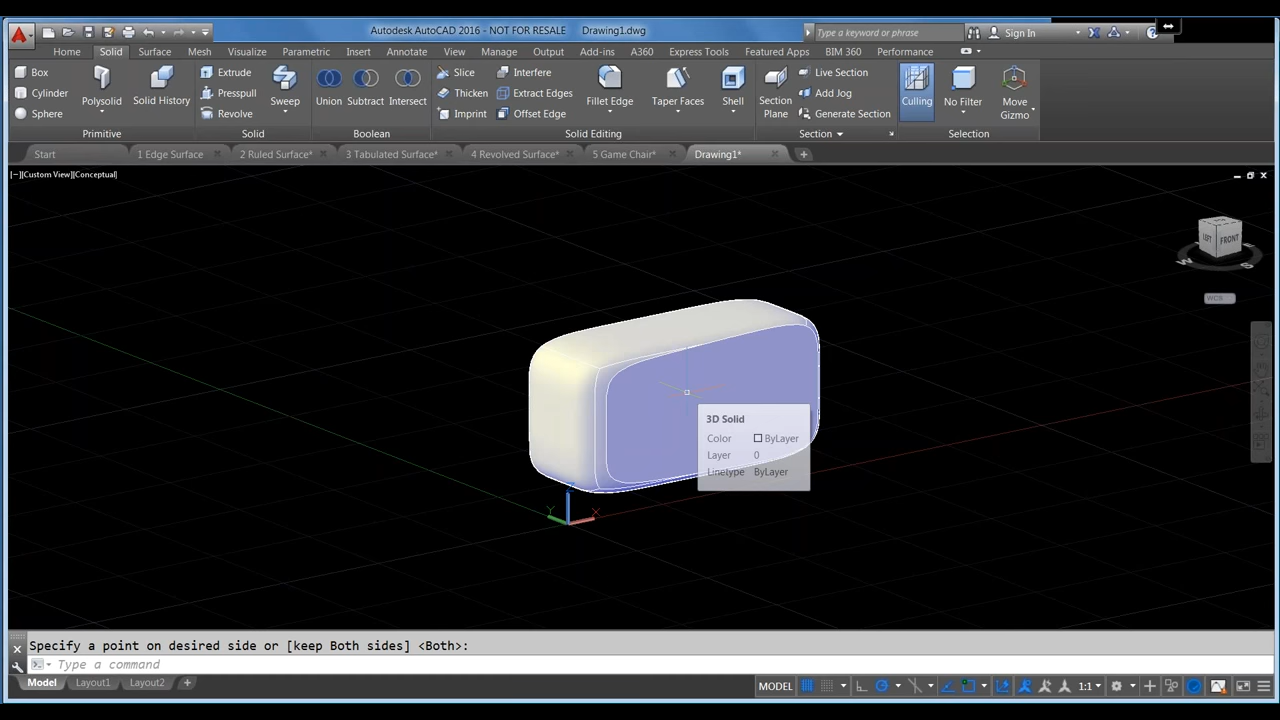 Autodesk AutoCAD 2016 - NOT FOR RESALE Drawing1.dwg
Type a keyword or phrase
Sign In
Home Solid Surface Mesh Visualize Parametric Insert Annotate View Manage Output Add-ins A360 Express Tools Featured Apps BIM 360 Performance
Box
Cylinder
Sphere
Polysolid
Solid History
Primitive
Extrude
Presspull
Revolve
Sweep
Solid
Union
Subtract
Intersect
Boolean
Slice
Thicken
Imprint
Interfere
Extract Edges
Offset Edge
Fillet Edge
Taper Faces
Shell
Solid Editing
Section
Plane
Live Section
Add Jog
Generate Section
Section
Culling
No Filter
Move
Gizmo
Selection
Start 1 Edge Surface 2 Ruled Surface* 3 Tabulated Surface* 4 Revolved Surface* 5 Game Chair* Drawing1*
[−][Custom View][Conceptual]
TOP
LEFT
FRONT
W
S
WCS
3D Solid
Color ByLayer
Layer 0
Linetype ByLayer
Z
Y
X
Specify a point on desired side or [keep Both sides] <Both>:
Type a command
Model Layout1 Layout2
MODEL
1:1